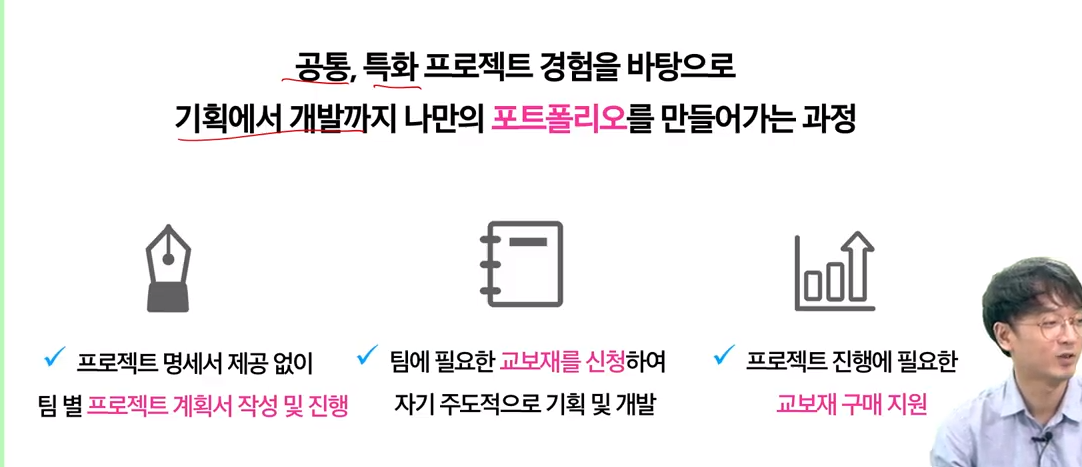 공통, 특화 프로젝트 경험을 바탕으로
기획에서 개발까지 나만의 포트폴리오를 만들어가는 과정
프로젝트 명세서 제공 없이
팀 별 프로젝트 계획서 작성 및 진행
팀에 필요한 교보재를 신청하여
자기 주도적으로 기획 및 개발
프로젝트 진행에 필요한
교보재 구매 지원